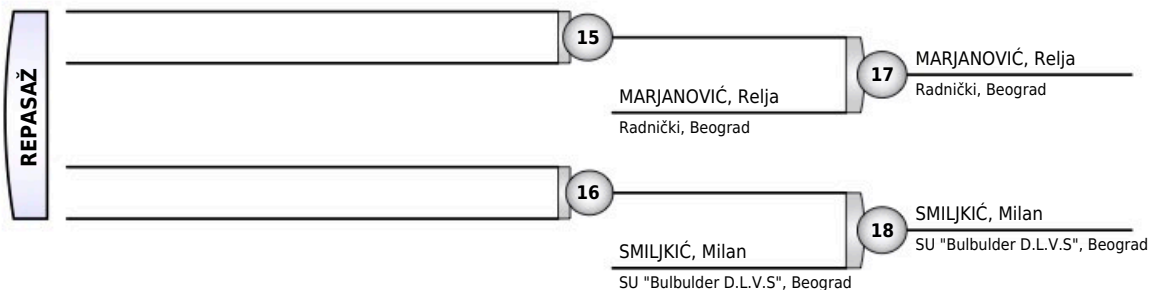 REPASAŽ
15
MARJANOVIĆ, Relja
Radnički, Beograd
17
MARJANOVIĆ, Relja
Radnički, Beograd
16
SMILJKIĆ, Milan
SU "Bulbulder D.L.V.S", Beograd
18
SMILJKIĆ, Milan
SU "Bulbulder D.L.V.S", Beograd